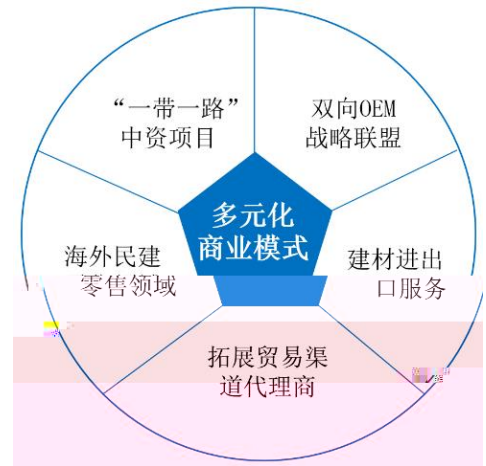 “一带一路”
中资项目
双向OEM
战略联盟
多元化
商业模式
海外民建
零售领域
建材进出
口服务
拓展贸易渠
道代理商